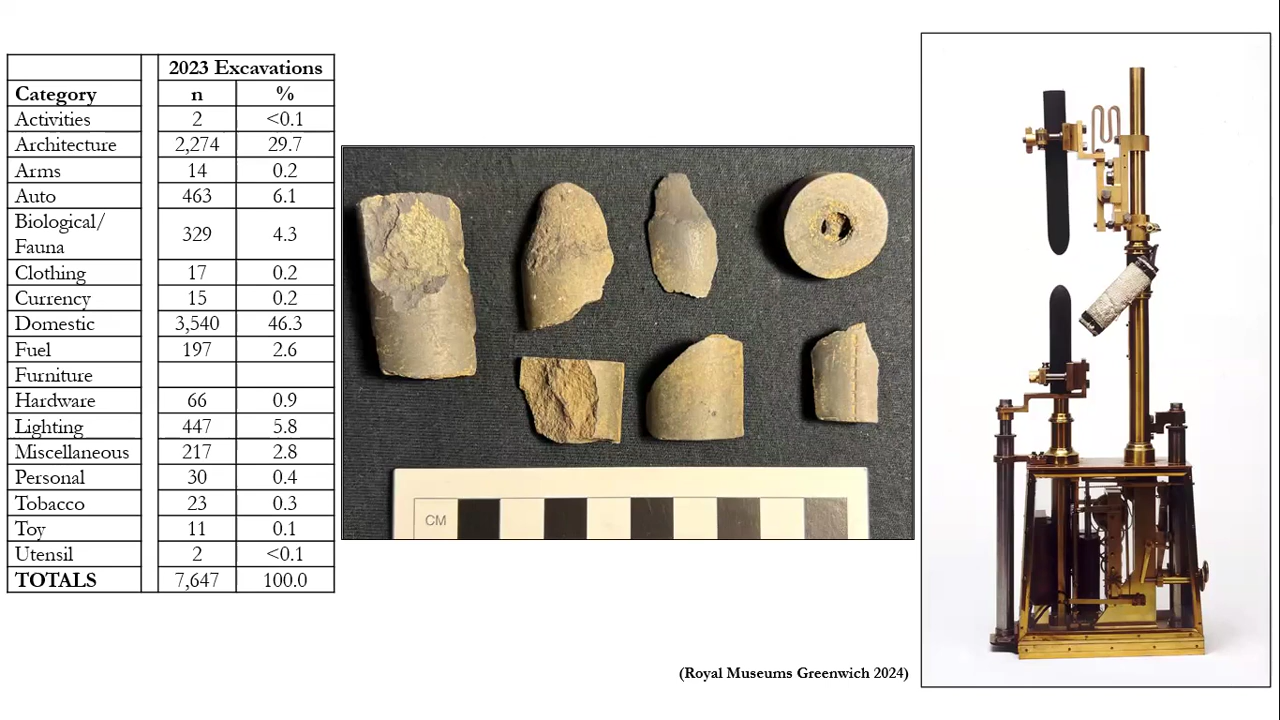 2023 Excavations
Category n %
Activities 2 <0.1
Architecture 2,274 29.7
Arms 14 0.2
Auto 463 6.1
Biological/
Fauna 329 4.3
Clothing 17 0.2
Currency 15 0.2
Domestic 3,540 46.3
Fuel 197 2.6
Furniture
Hardware 66 0.9
Lighting 447 5.8
Miscellaneous 217 2.8
Personal 30 0.4
Tobacco 23 0.3
Toy 11 0.1
Utensil 2 <0.1
TOTALS 7,647 100.0
CM
(Royal Museums Greenwich 2024)